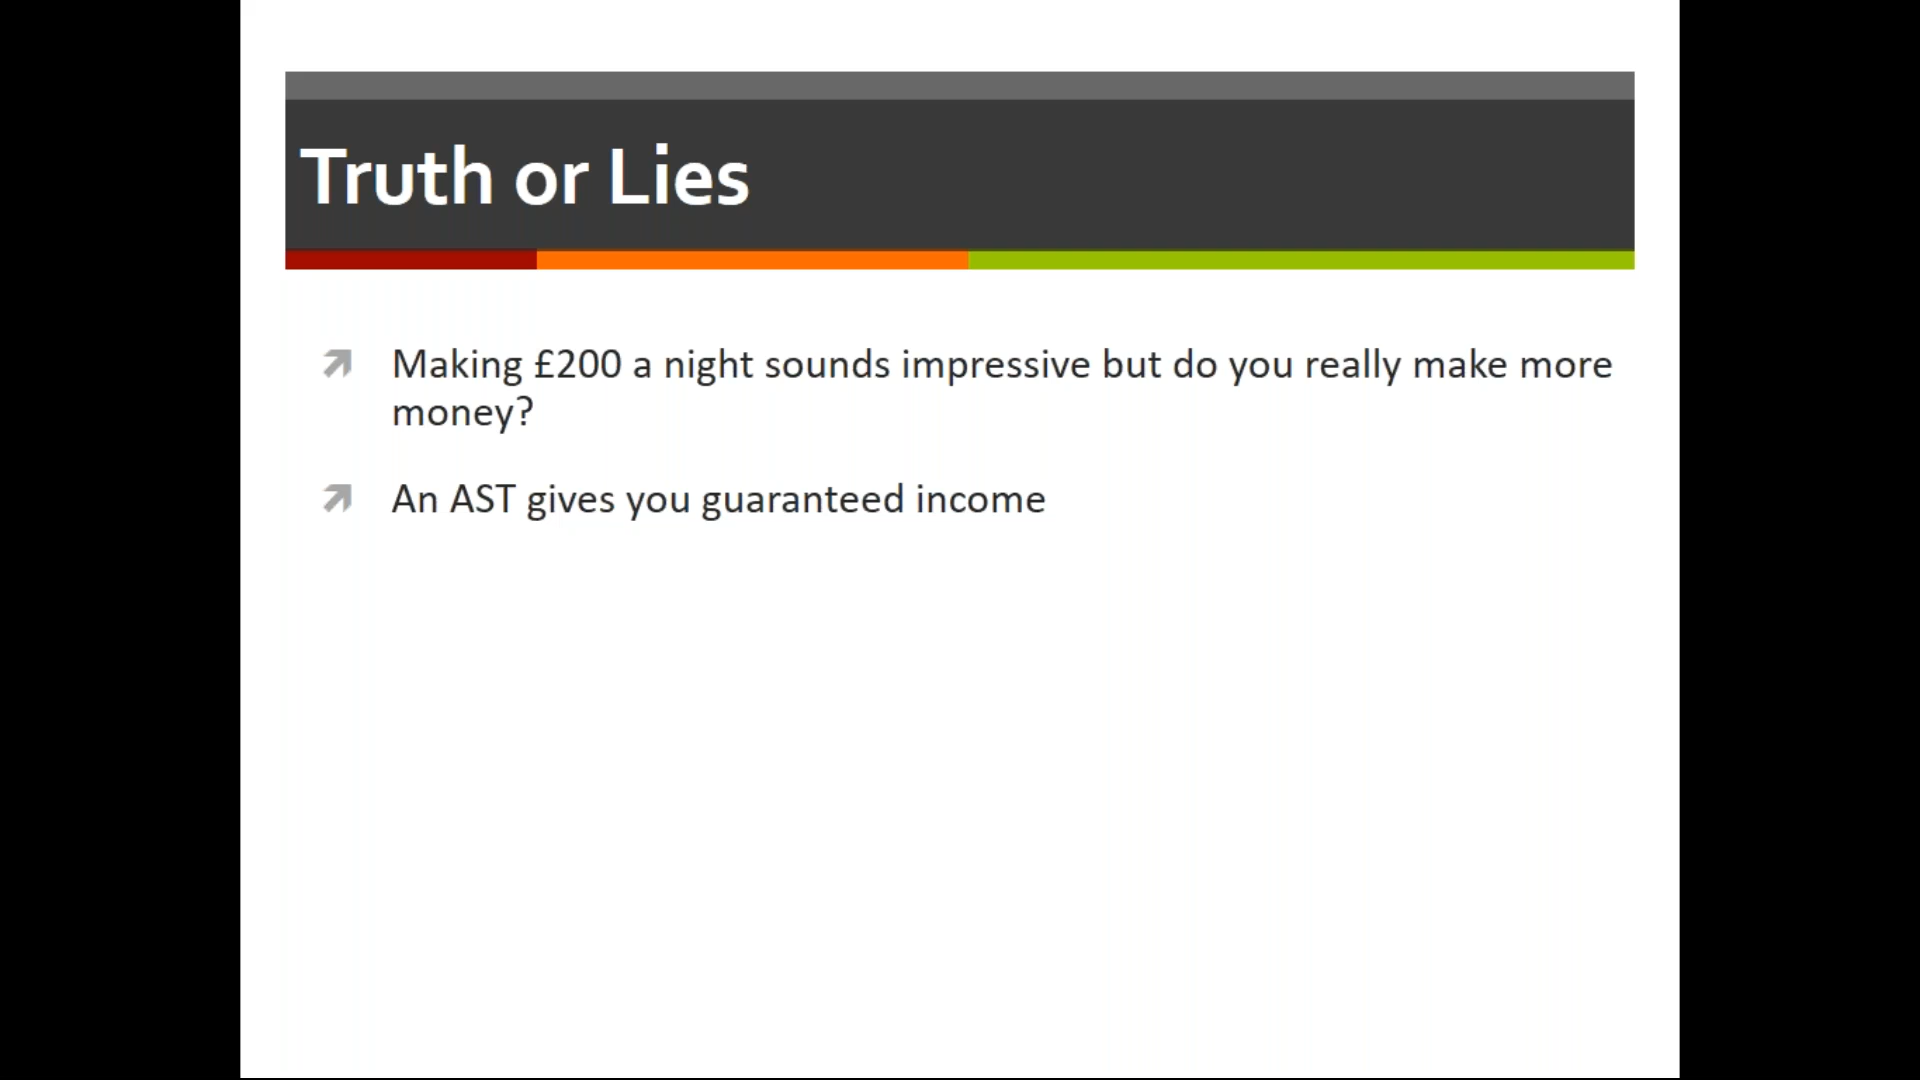 Truth or Lies
Making £200 a night sounds impressive but do you really make more
money?
An AST gives you guaranteed income